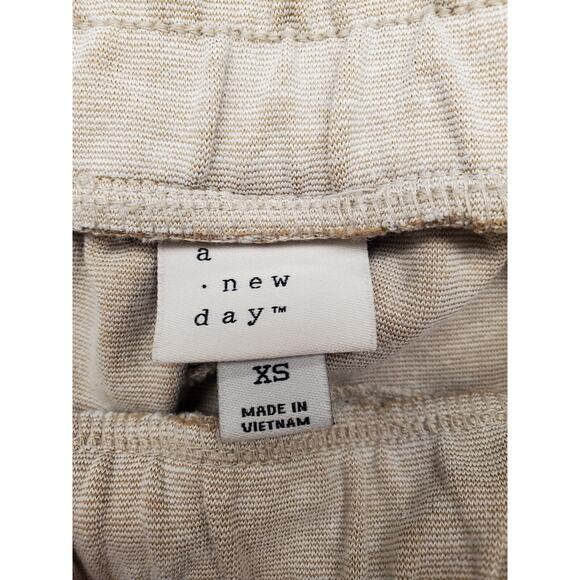 a
· new
day™
XS
MADE IN
VIETNAM